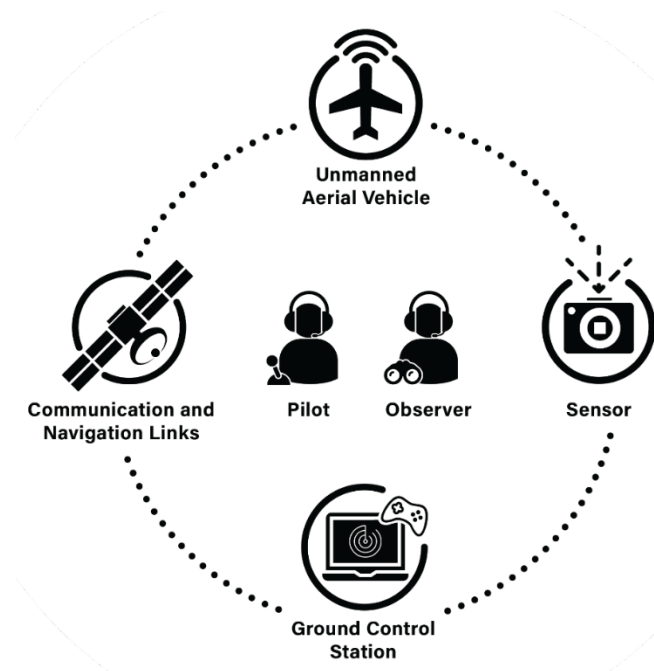 Unmanned
Aerial Vehicle
Communication and
Navigation Links
Pilot
Observer
Sensor
Ground Control
Station